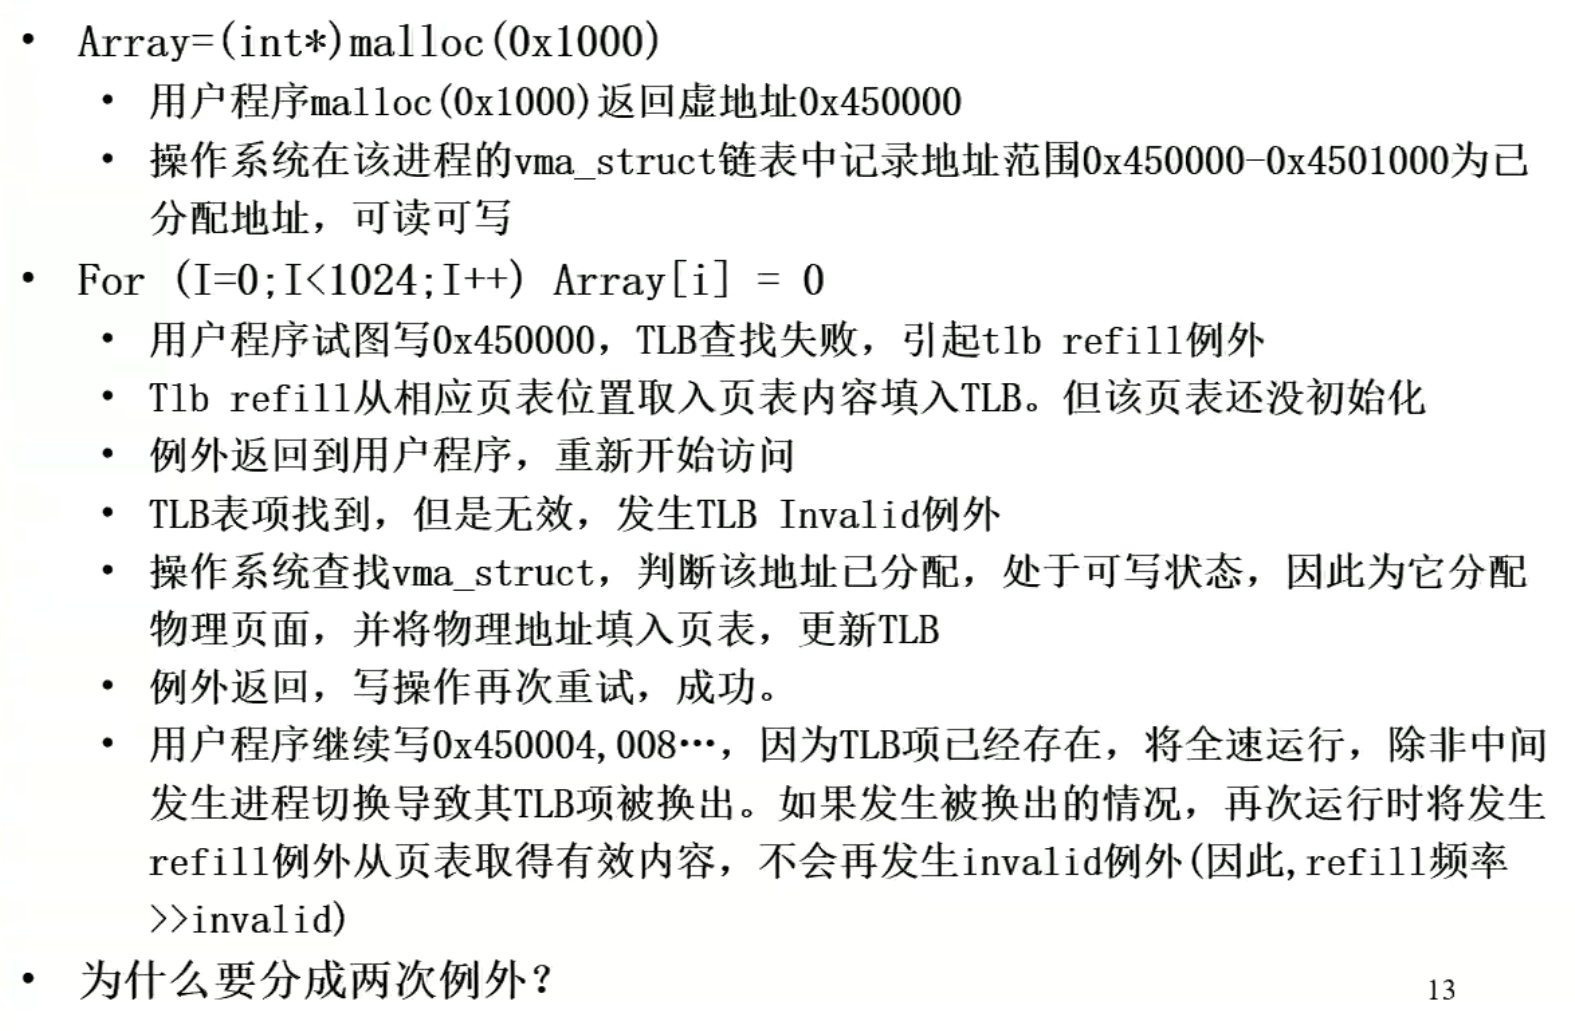 • Array=(int*)malloc(0x1000)
• 用户程序malloc(0x1000)返回虚地址0x450000
• 操作系统在该进程的vma_struct链表中记录地址范围0x450000-0x4501000为已
分配地址，可读可写
• For (I=0;I<1024;I++) Array[i] = 0
• 用户程序试图写0x450000，TLB查找失败，引起tlb refill例外
• Tlb refill从相应页表位置取入页表内容填入TLB。但该页表还没初始化
• 例外返回到用户程序，重新开始访问
• TLB表项找到，但是无效，发生TLB Invalid例外
• 操作系统查找vma_struct，判断该地址已分配，处于可写状态，因此为它分配
物理页面，并将物理地址填入页表，更新TLB
• 例外返回，写操作再次重试，成功。
• 用户程序继续写0x450004,008…，因为TLB项已经存在，将全速运行，除非中间
发生进程切换导致其TLB项被换出。如果发生被换出的情况，再次运行时将发生
refill例外从页表取得有效内容，不会再发生invalid例外(因此,refill频率
>>invalid)
• 为什么要分成两次例外？
13